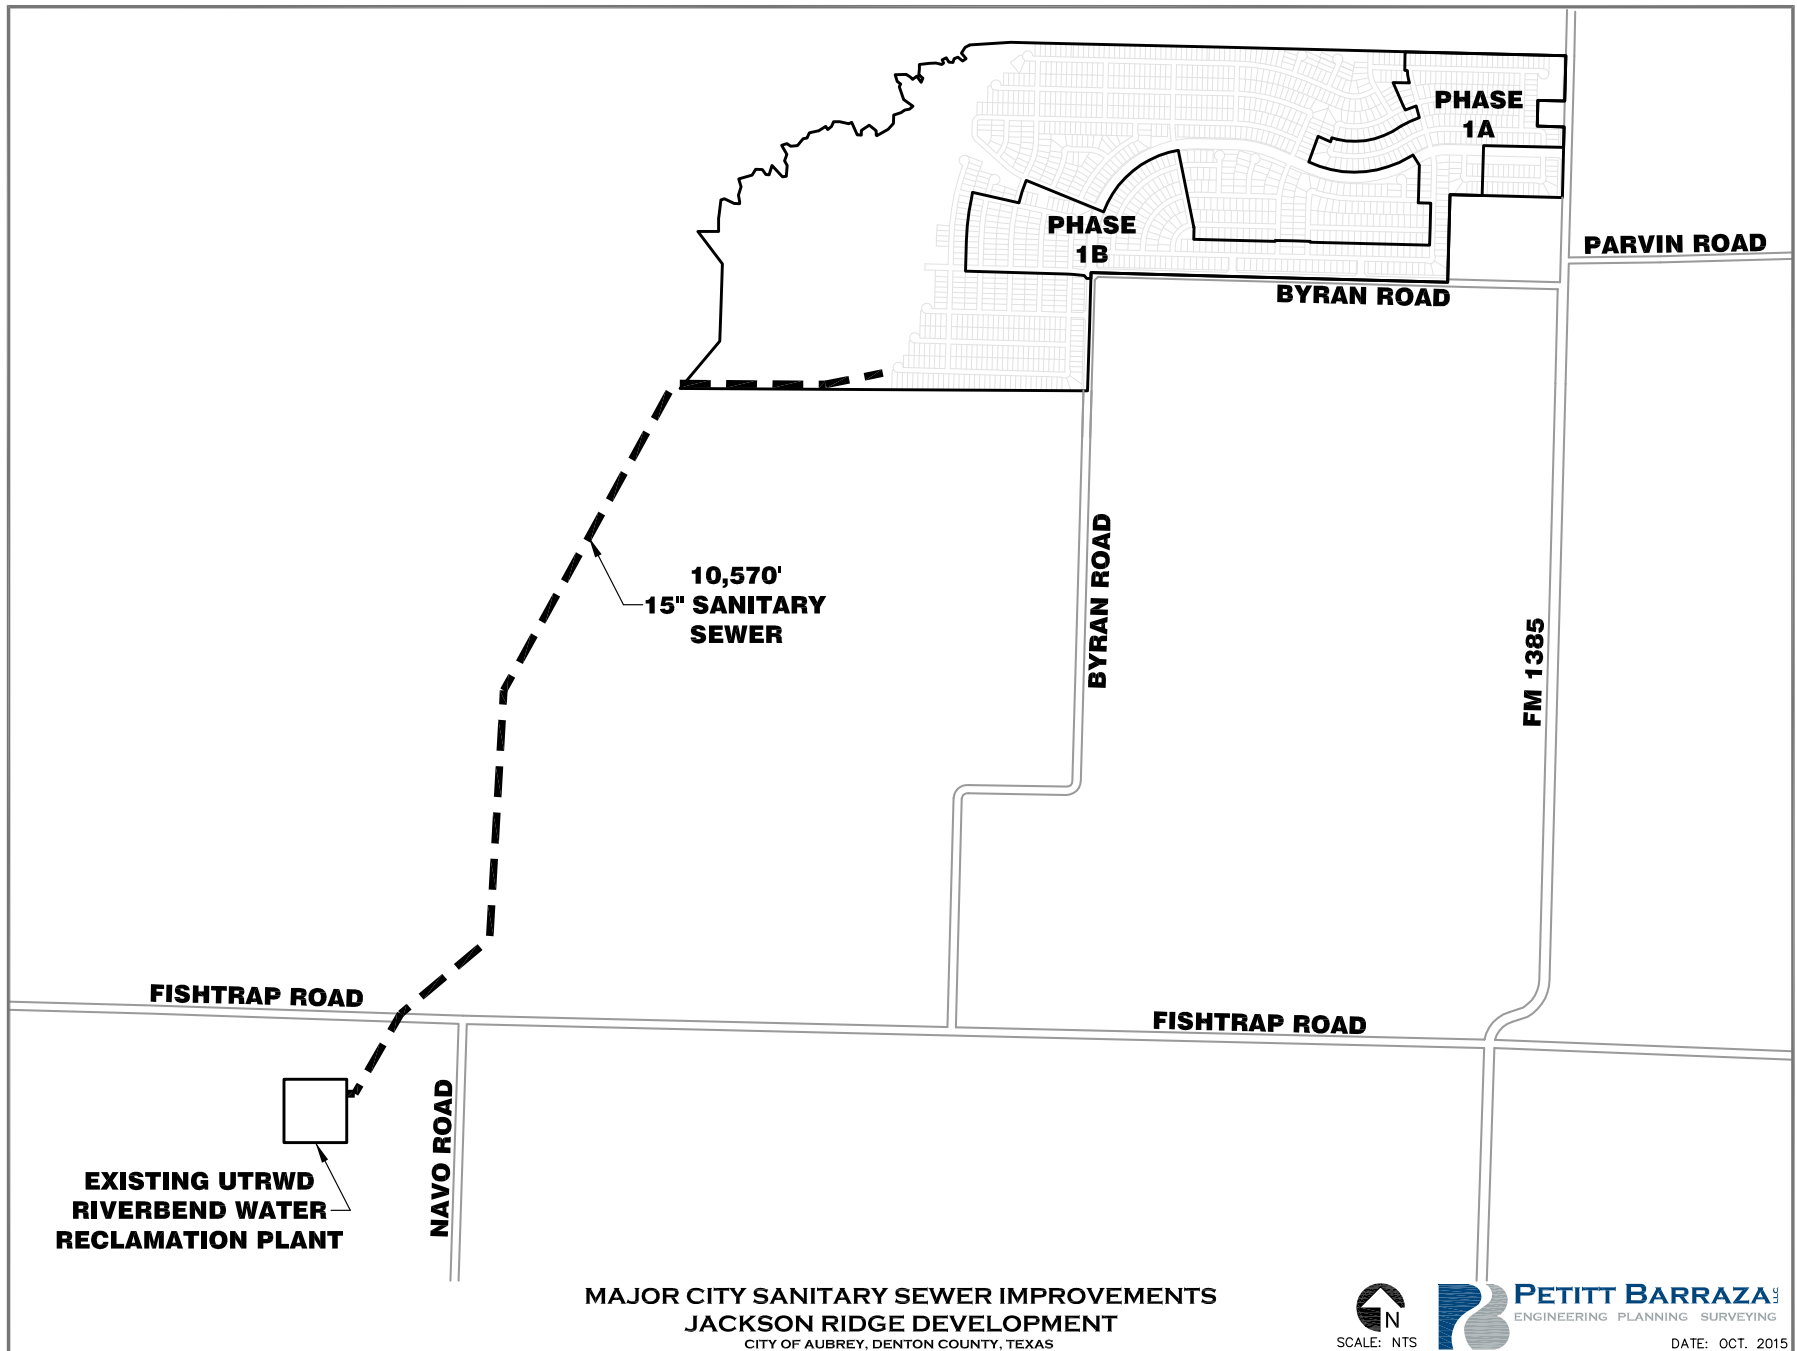 PHASE
1A
PHASE
1B
PARVIN ROAD
BYRAN ROAD
10,570'
15" SANITARY
SEWER
BYRAN ROAD
FM 1385
FISHTRAP ROAD
FISHTRAP ROAD
NAVO ROAD
EXISTING UTRWD
RIVERBEND WATER
RECLAMATION PLANT
MAJOR CITY SANITARY SEWER IMPROVEMENTS
JACKSON RIDGE DEVELOPMENT
CITY OF AUBREY, DENTON COUNTY, TEXAS
N
SCALE: NTS
PETITT BARRAZA LLC
ENGINEERING PLANNING SURVEYING
DATE: OCT. 2015